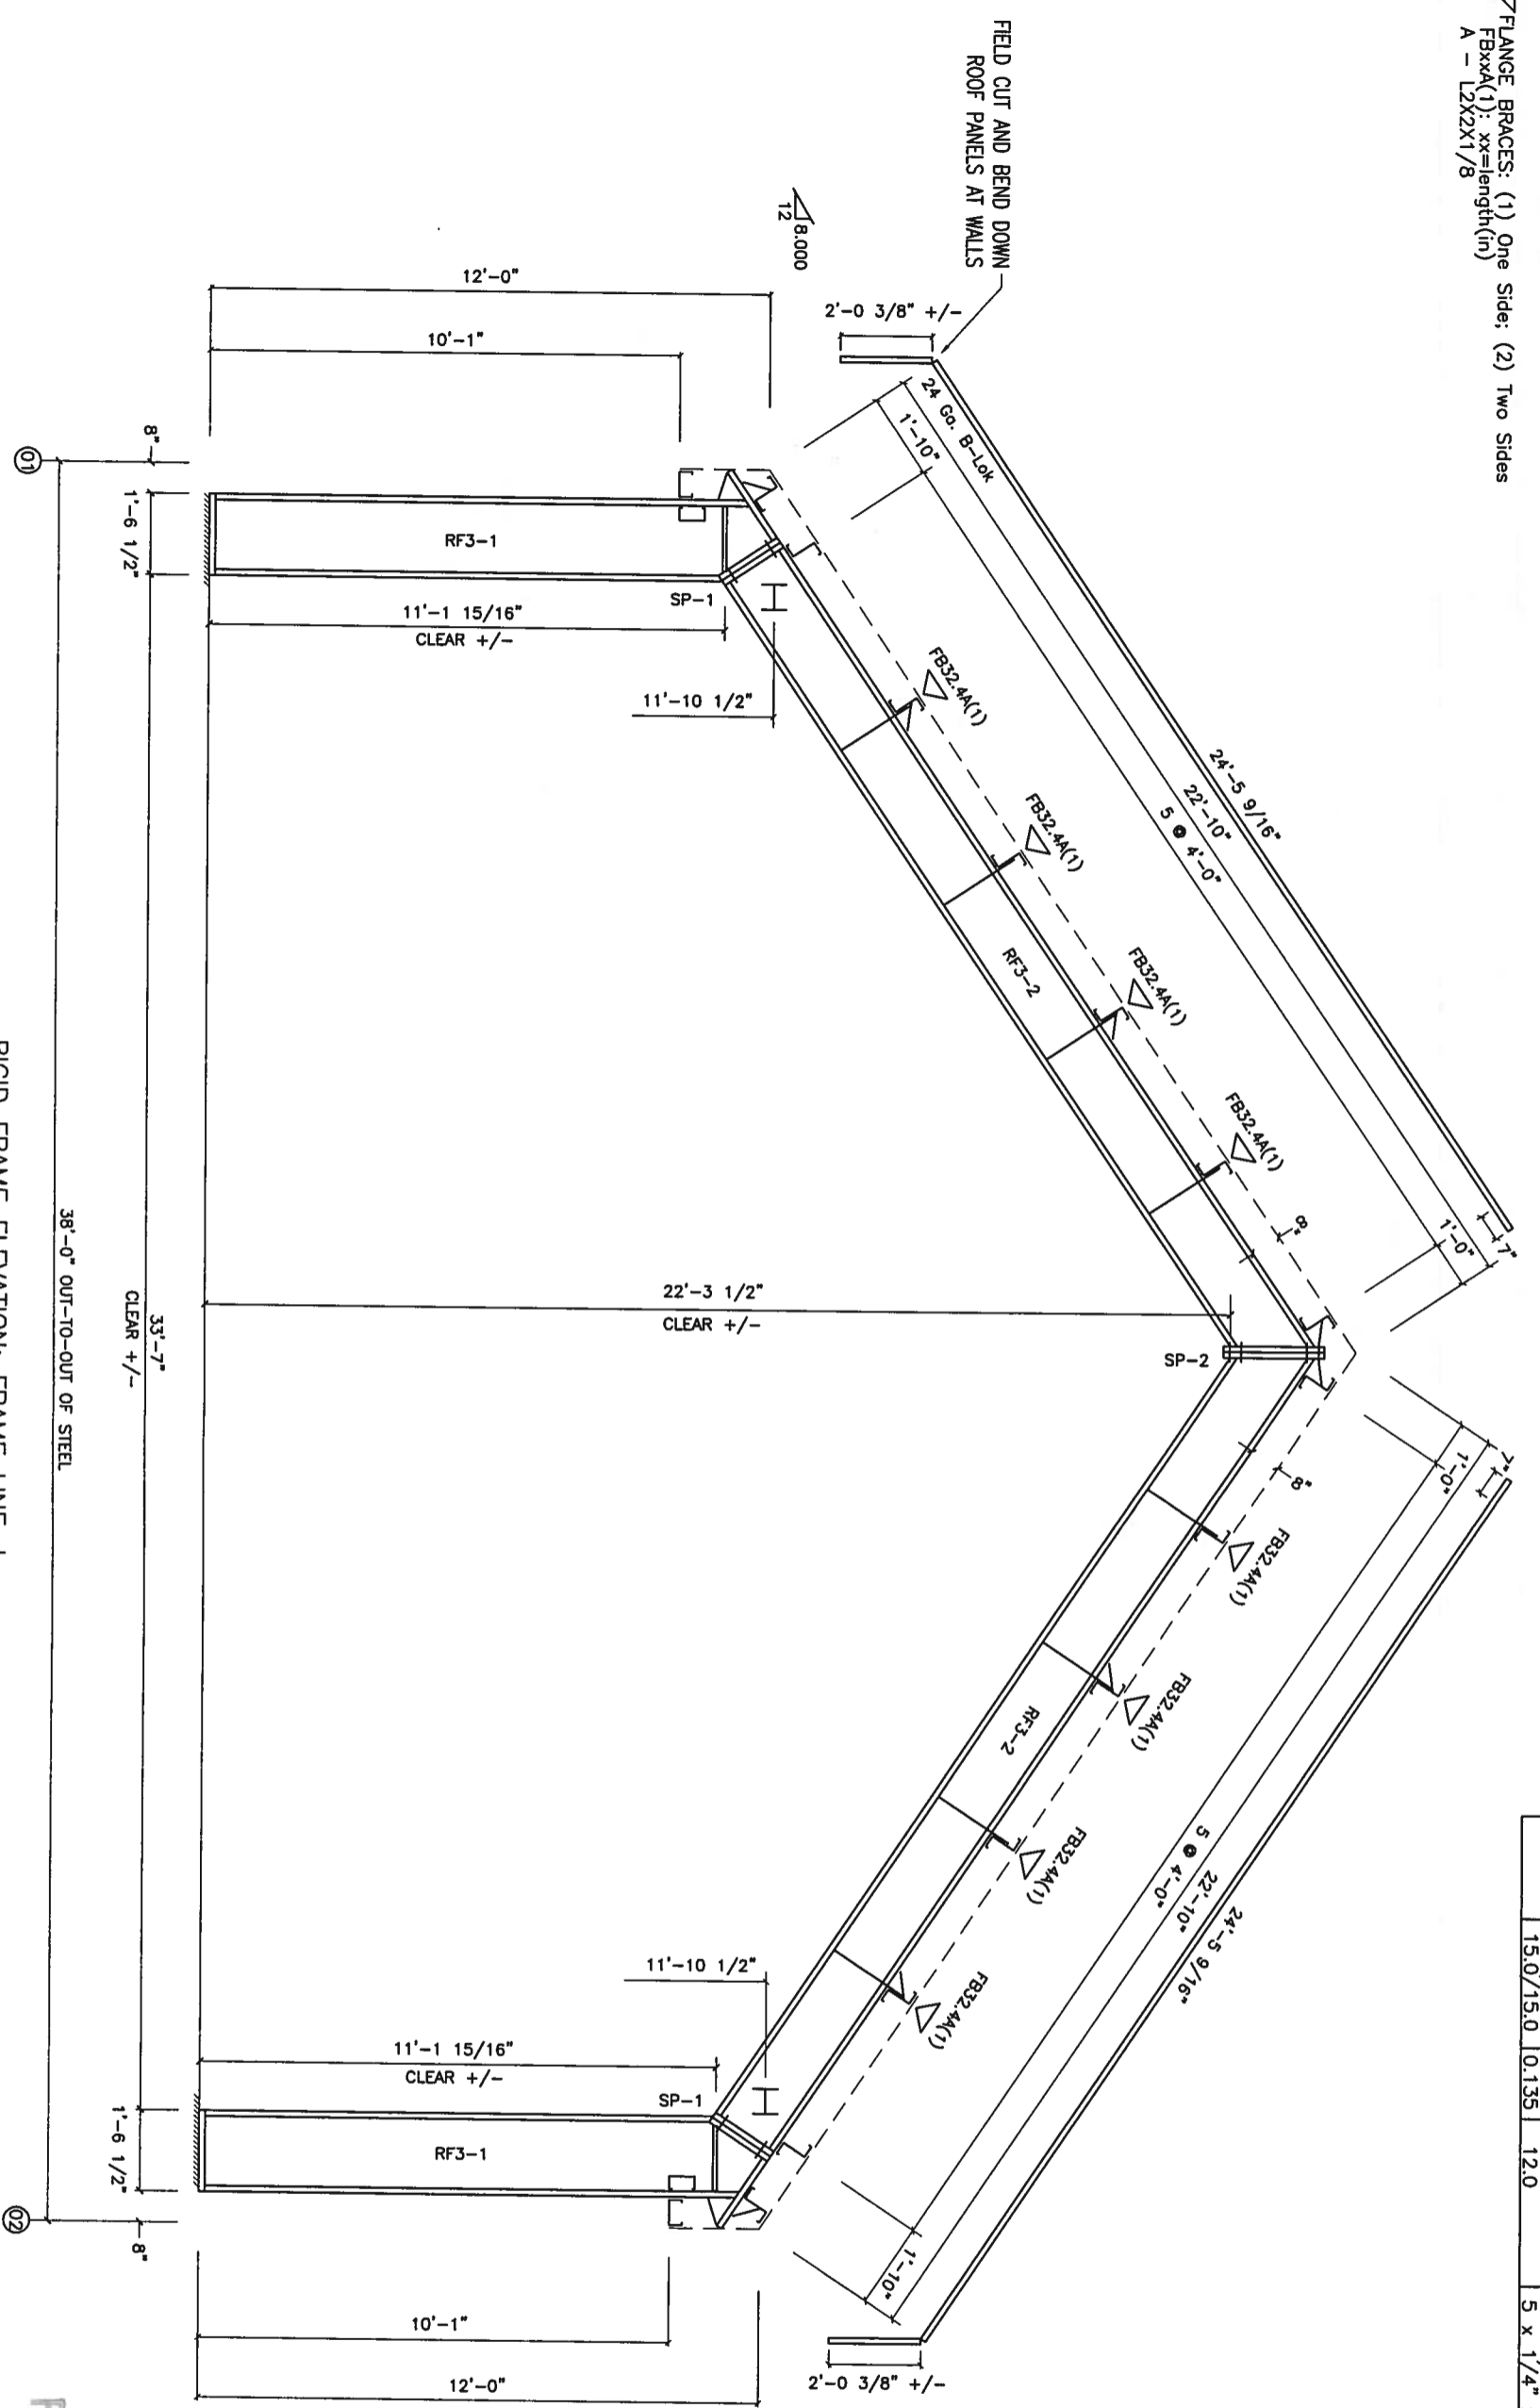 FLANGE BRACES: (1) One Side; (2) Two Sides
FBxxA(1): xx=length(in)
A - L2X2X1/8
15.0/15.0 0.135 12.0 5 x 1/4"
FIELD CUT AND BEND DOWN
ROOF PANELS AT WALLS
8.000
12
2'-0 3/8" +/-
24 Ga. B-Lok
1'-10"
24'-5 9/16"
22'-10"
5 @ 4'-0"
7"
1'-0"
FB32.4A(1)
FB32.4A(1)
FB32.4A(1)
FB32.4A(1)
8"
RF3-2
12'-0"
10'-1"
8"
01
1'-6 1/2"
RF3-1
SP-1
11'-1 15/16"
CLEAR +/-
11'-10 1/2"
22'-3 1/2"
CLEAR +/-
SP-2
7"
1'-0"
8"
FB32.4A(1)
FB32.4A(1)
FB32.4A(1)
FB32.4A(1)
RF3-2
5 @ 4'-0"
22'-10"
24'-5 9/16"
1'-10"
2'-0 3/8" +/-
11'-10 1/2"
11'-1 15/16"
CLEAR +/-
SP-1
RF3-1
1'-6 1/2"
02
8"
10'-1"
12'-0"
33'-7"
CLEAR +/-
38'-0" OUT-TO-OUT OF STEEL
RIGID FRAME ELEVATION: FRAME LINE